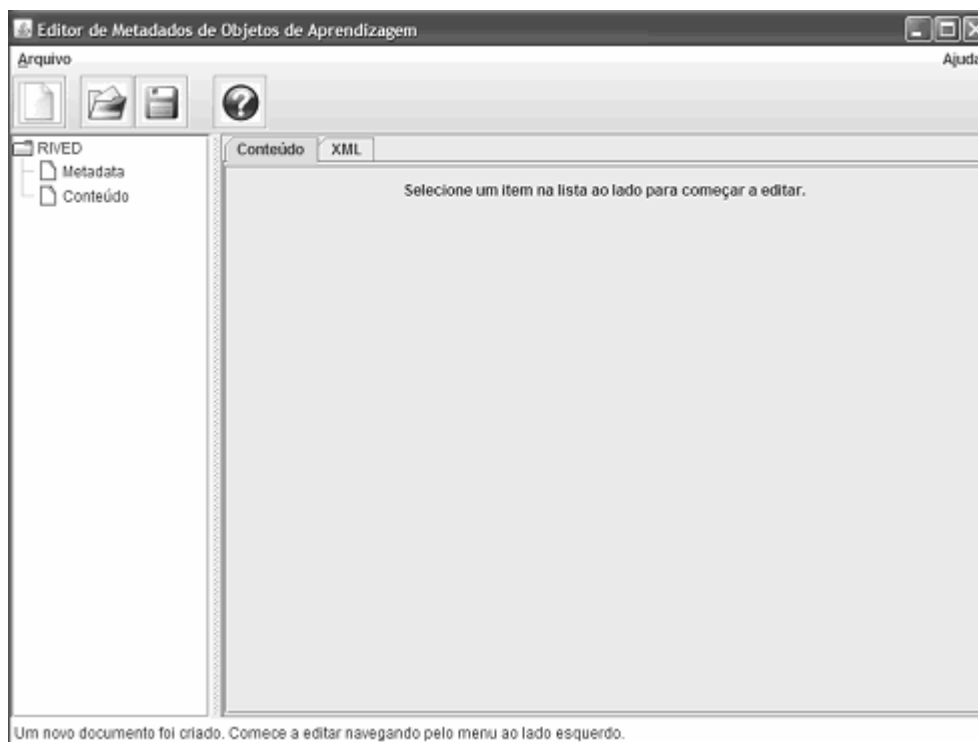 Editor de Metadados de Objetos de Aprendizagem
Arquivo Ajuda
RIVED
Metadata
Conteúdo
Conteúdo XML
Selecione um item na lista ao lado para começar a editar.
Um novo documento foi criado. Comece a editar navegando pelo menu ao lado esquerdo.